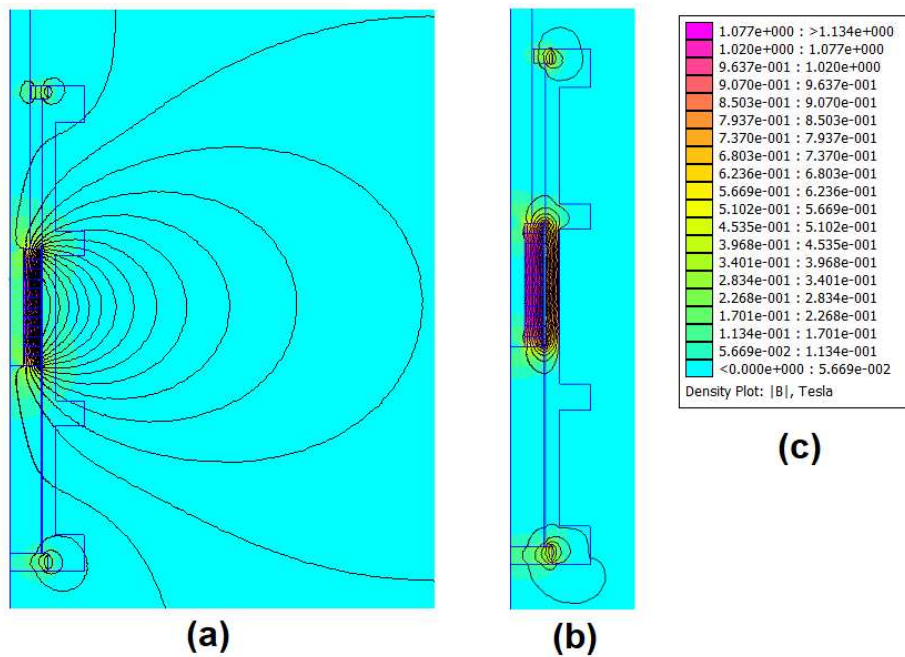 1.077e+000 : >1.134e+000
1.020e+000 : 1.077e+000
9.637e-001 : 1.020e+000
9.070e-001 : 9.637e-001
8.503e-001 : 9.070e-001
7.937e-001 : 8.503e-001
7.370e-001 : 7.937e-001
6.803e-001 : 7.370e-001
6.236e-001 : 6.803e-001
5.669e-001 : 6.236e-001
5.102e-001 : 5.669e-001
4.535e-001 : 5.102e-001
3.968e-001 : 4.535e-001
3.401e-001 : 3.968e-001
2.834e-001 : 3.401e-001
2.268e-001 : 2.834e-001
1.701e-001 : 2.268e-001
1.134e-001 : 1.701e-001
5.669e-002 : 1.134e-001
<0.000e+000 : 5.669e-002
Density Plot: |B|, Tesla
(a)
(b)
(c)